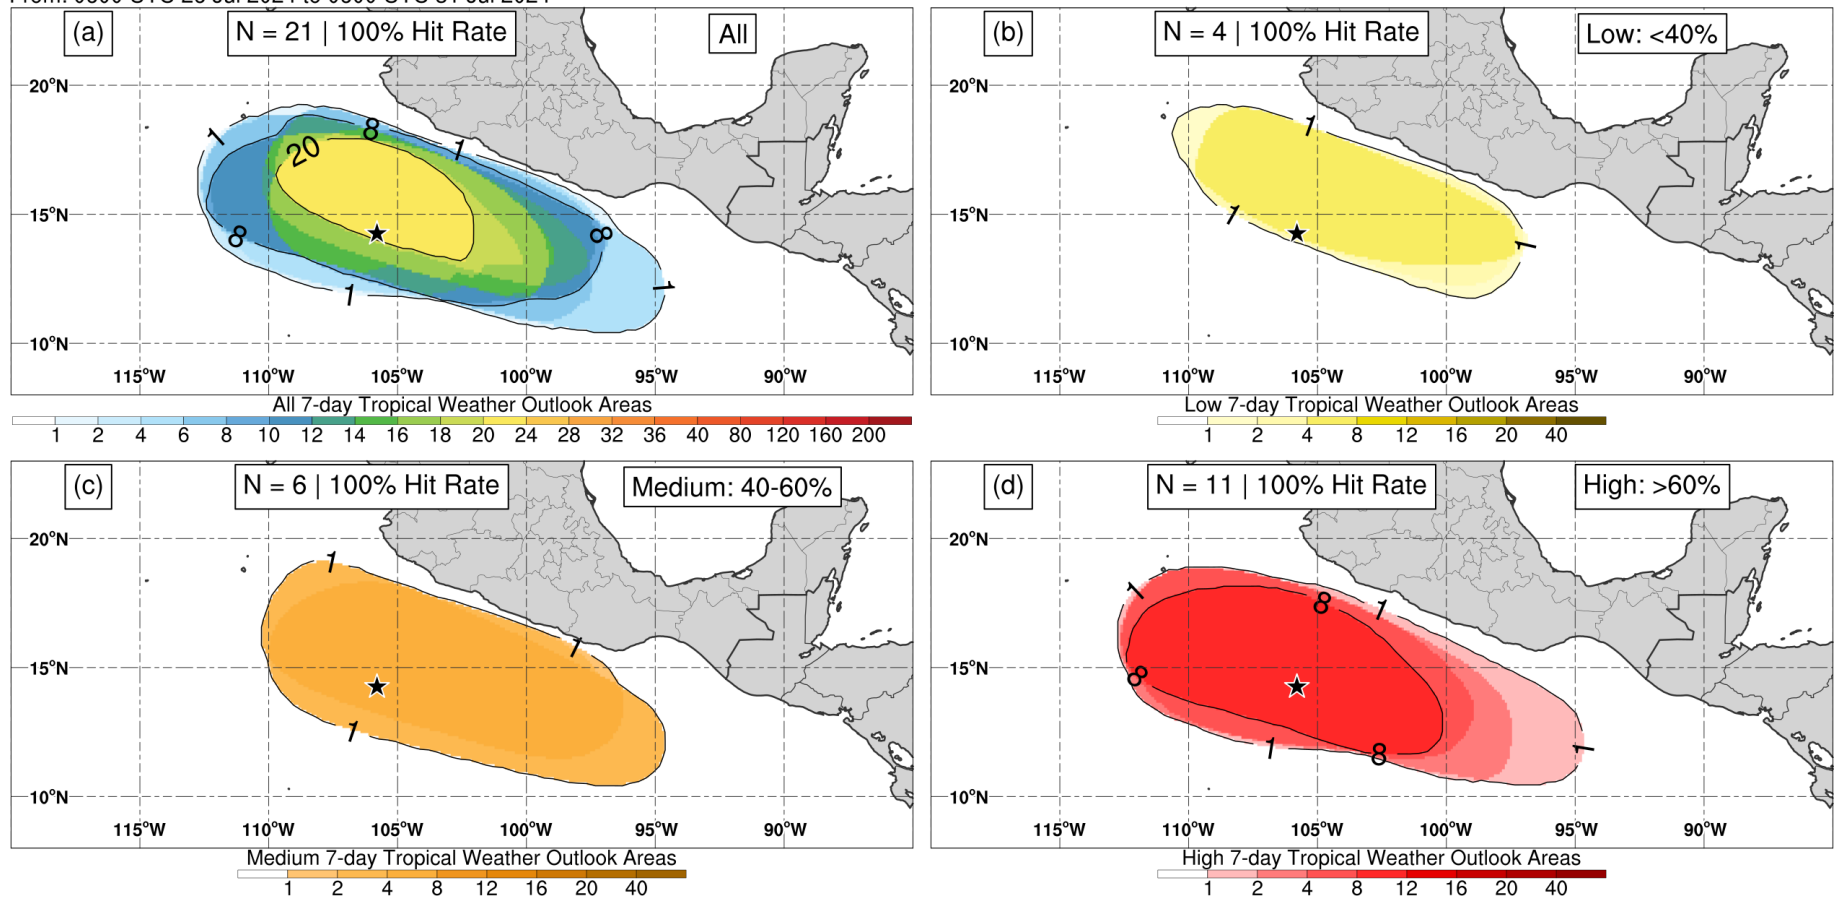 (a) N = 21 | 100% Hit Rate All
20°N
15°N
10°N
115°W 110°W 105°W 100°W 95°W 90°W
1 8 1 20 8 8 1 1
All 7-day Tropical Weather Outlook Areas
1 2 4 6 8 10 12 14 16 18 20 24 28 32 36 40 80 120 160 200
(b) N = 4 | 100% Hit Rate Low: <40%
20°N
15°N
10°N
115°W 110°W 105°W 100°W 95°W 90°W
1 1 1
Low 7-day Tropical Weather Outlook Areas
1 2 4 8 12 16 20 40
(c) N = 6 | 100% Hit Rate Medium: 40-60%
20°N
15°N
10°N
115°W 110°W 105°W 100°W 95°W 90°W
1 1 1
Medium 7-day Tropical Weather Outlook Areas
1 2 4 8 12 16 20 40
(d) N = 11 | 100% Hit Rate High: >60%
20°N
15°N
10°N
115°W 110°W 105°W 100°W 95°W 90°W
1 8 1 8 1 8 1
High 7-day Tropical Weather Outlook Areas
1 2 4 8 12 16 20 40